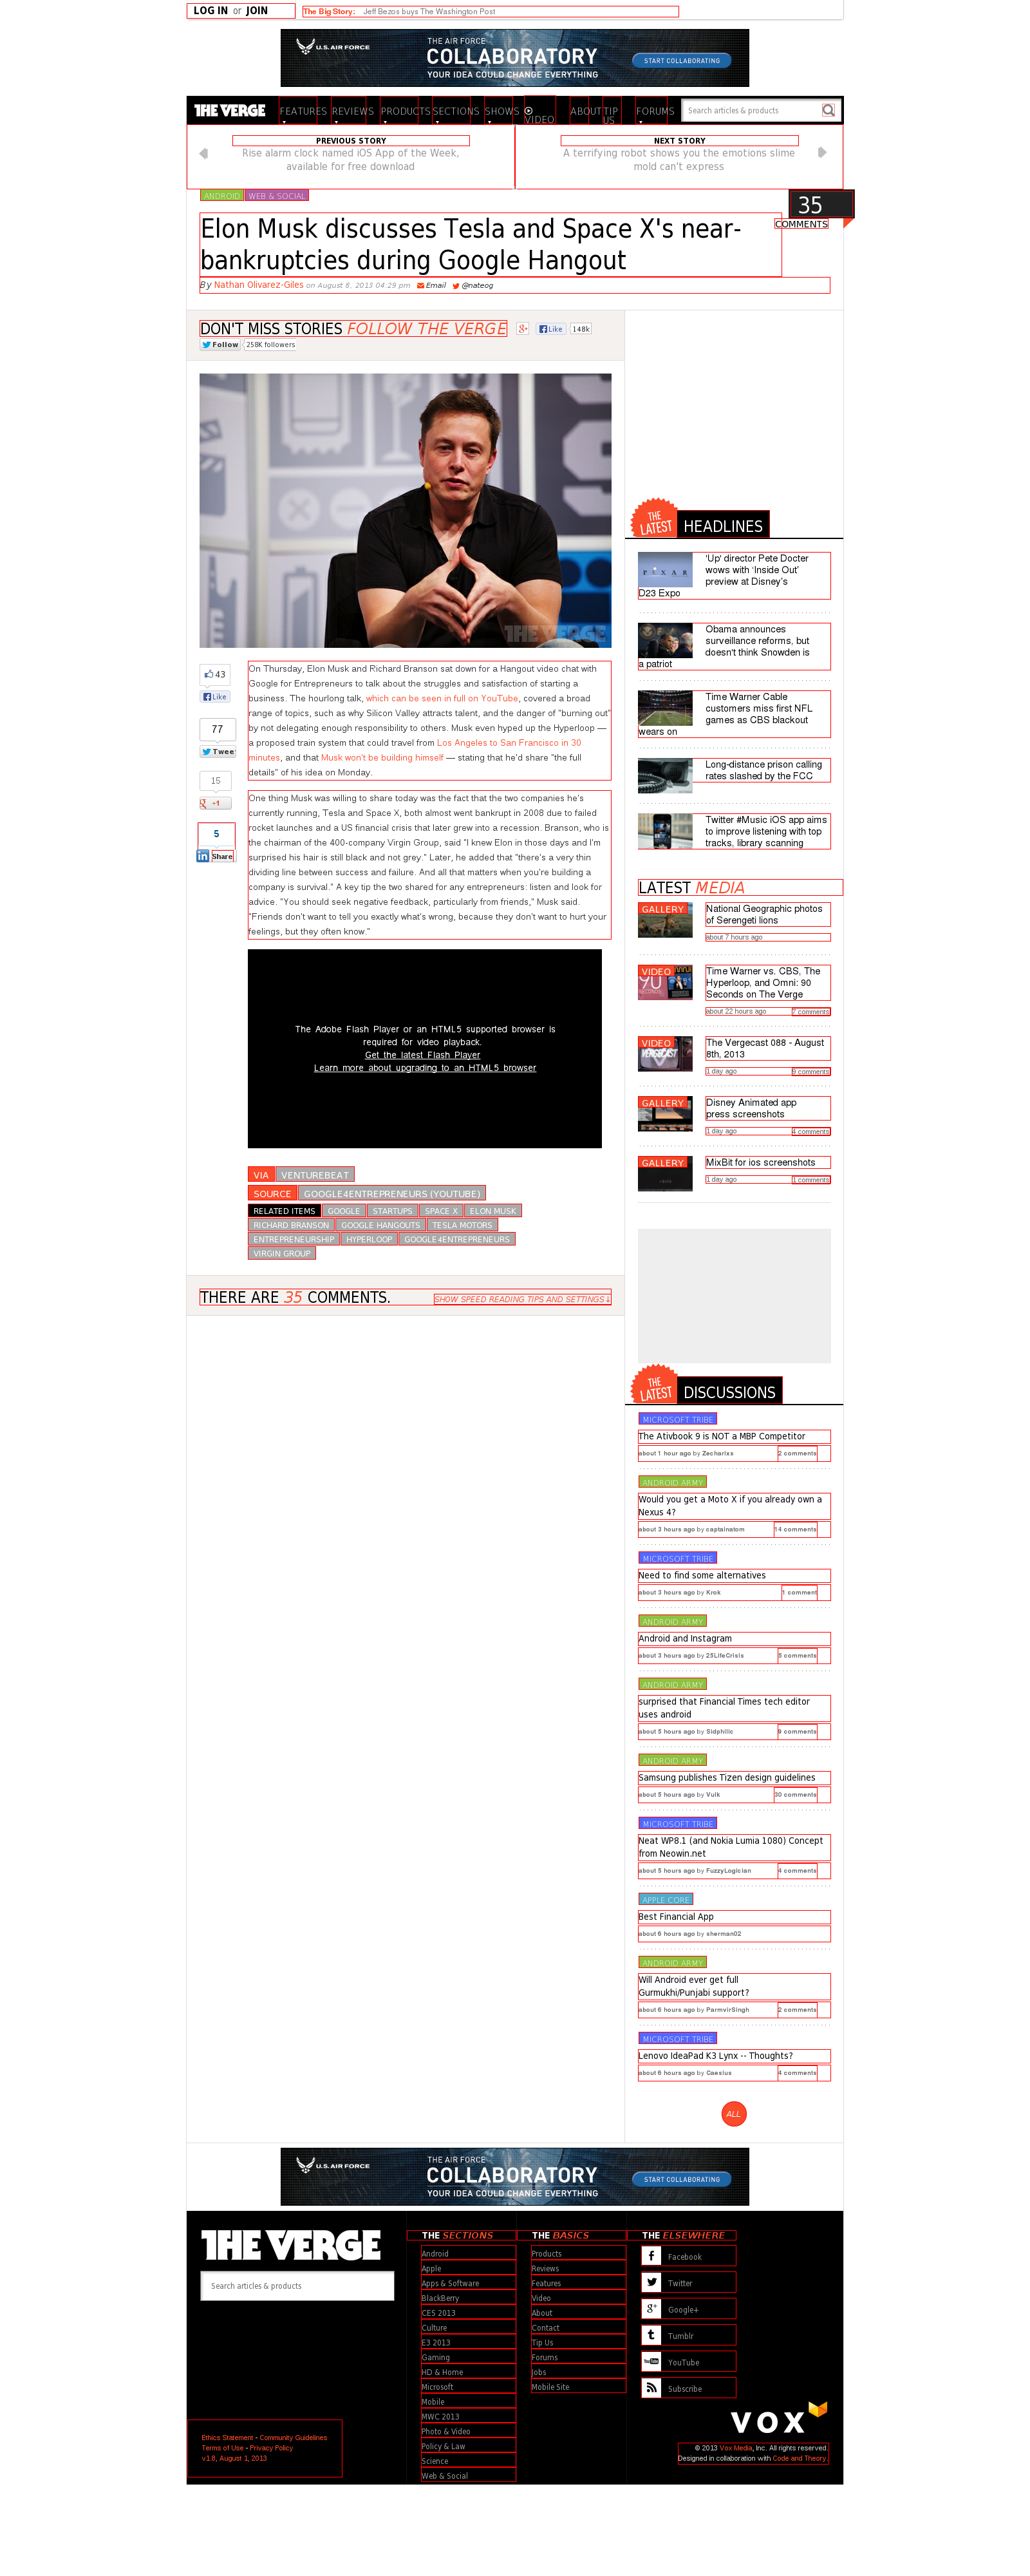 LOG IN or JOIN
The Big Story: Jeff Bezos buys The Washington Post
U.S. AIR FORCE
THE AIR FORCE
COLLABORATORY
YOUR IDEA COULD CHANGE EVERYTHING
START COLLABORATING
THE VERGE
FEATURES REVIEWS PRODUCTS SECTIONS SHOWS VIDEO ABOUT TIP US FORUMS
Search articles & products
PREVIOUS STORY
Rise alarm clock named iOS App of the Week,
available for free download
NEXT STORY
A terrifying robot shows you the emotions slime
mold can't express
ANDROID WEB & SOCIAL
35
COMMENTS
Elon Musk discusses Tesla and Space X's near-
bankruptcies during Google Hangout
By Nathan Olivarez-Giles on August 8, 2013 04:29 pm Email @nateog
DON'T MISS STORIES FOLLOW THE VERGE
Like 148k
Follow 258K followers
THE VERGE
43
Like
77
Twee
15
+1
5
Share
On Thursday, Elon Musk and Richard Branson sat down for a Hangout video chat with
Google for Entrepreneurs to talk about the struggles and satisfaction of starting a
business. The hourlong talk, which can be seen in full on YouTube, covered a broad
range of topics, such as why Silicon Valley attracts talent, and the danger of "burning out"
by not delegating enough responsibility to others. Musk even hyped up the Hyperloop —
a proposed train system that could travel from Los Angeles to San Francisco in 30
minutes, and that Musk won't be building himself — stating that he'd share "the full
details" of his idea on Monday.
One thing Musk was willing to share today was the fact that the two companies he's
currently running, Tesla and Space X, both almost went bankrupt in 2008 due to failed
rocket launches and a US financial crisis that later grew into a recession. Branson, who is
the chairman of the 400-company Virgin Group, said "I knew Elon in those days and I'm
surprised his hair is still black and not grey." Later, he added that "there's a very thin
dividing line between success and failure. And all that matters when you're building a
company is survival." A key tip the two shared for any entrepreneurs: listen and look for
advice. "You should seek negative feedback, particularly from friends," Musk said.
"Friends don't want to tell you exactly what's wrong, because they don't want to hurt your
feelings, but they often know."
The Adobe Flash Player or an HTML5 supported browser is
required for video playback.
Get the latest Flash Player
Learn more about upgrading to an HTML5 browser
VIA VENTUREBEAT
SOURCE GOOGLE4ENTREPRENEURS (YOUTUBE)
RELATED ITEMS GOOGLE STARTUPS SPACE X ELON MUSK
RICHARD BRANSON GOOGLE HANGOUTS TESLA MOTORS
ENTREPRENEURSHIP HYPERLOOP GOOGLE4ENTREPRENEURS
VIRGIN GROUP
THERE ARE 35 COMMENTS.
SHOW SPEED READING TIPS AND SETTINGS ↓
THE LATEST HEADLINES
PIXAR
'Up' director Pete Docter
wows with 'Inside Out'
preview at Disney's
D23 Expo
Obama announces
surveillance reforms, but
doesn't think Snowden is
a patriot
Time Warner Cable
customers miss first NFL
games as CBS blackout
wears on
Long-distance prison calling
rates slashed by the FCC
Twitter #Music iOS app aims
to improve listening with top
tracks, library scanning
LATEST MEDIA
GALLERY
National Geographic photos
of Serengeti lions
about 7 hours ago
VIDEO
90
Time Warner vs. CBS, The
Hyperloop, and Omni: 90
Seconds on The Verge
about 22 hours ago 7 comments
VIDEO
VERGECAST
The Vergecast 088 - August
8th, 2013
1 day ago 9 comments
GALLERY
Disney Animated app
press screenshots
1 day ago 4 comments
GALLERY
MixBit for ios screenshots
1 day ago 1 comments
THE LATEST DISCUSSIONS
MICROSOFT TRIBE
The Ativbook 9 is NOT a MBP Competitor
about 1 hour ago by Zecharixs 2 comments
ANDROID ARMY
Would you get a Moto X if you already own a
Nexus 4?
about 3 hours ago by captainatom 14 comments
MICROSOFT TRIBE
Need to find some alternatives
about 3 hours ago by Krok 1 comment
ANDROID ARMY
Android and Instagram
about 3 hours ago by 25LifeCrisis 5 comments
ANDROID ARMY
surprised that Financial Times tech editor
uses android
about 5 hours ago by Sidphilic 9 comments
ANDROID ARMY
Samsung publishes Tizen design guidelines
about 5 hours ago by Vulk 30 comments
MICROSOFT TRIBE
Neat WP8.1 (and Nokia Lumia 1080) Concept
from Neowin.net
about 5 hours ago by FuzzyLogician 4 comments
APPLE CORE
Best Financial App
about 6 hours ago by sherman02
ANDROID ARMY
Will Android ever get full
Gurmukhi/Punjabi support?
about 6 hours ago by ParmvirSingh 2 comments
MICROSOFT TRIBE
Lenovo IdeaPad K3 Lynx -- Thoughts?
about 6 hours ago by Caesius 4 comments
ALL
U.S. AIR FORCE
THE AIR FORCE
COLLABORATORY
YOUR IDEA COULD CHANGE EVERYTHING
START COLLABORATING
THE VERGE
Search articles & products
THE SECTIONS
Android
Apple
Apps & Software
BlackBerry
CES 2013
Culture
E3 2013
Gaming
HD & Home
Microsoft
Mobile
MWC 2013
Photo & Video
Policy & Law
Science
Web & Social
THE BASICS
Products
Reviews
Features
Video
About
Contact
Tip Us
Forums
Jobs
Mobile Site
THE ELSEWHERE
Facebook
Twitter
Google+
Tumblr
YouTube
Subscribe
Ethics Statement - Community Guidelines
Terms of Use - Privacy Policy
v1.8, August 1, 2013
VOX
© 2013 Vox Media, Inc. All rights reserved.
Designed in collaboration with Code and Theory.